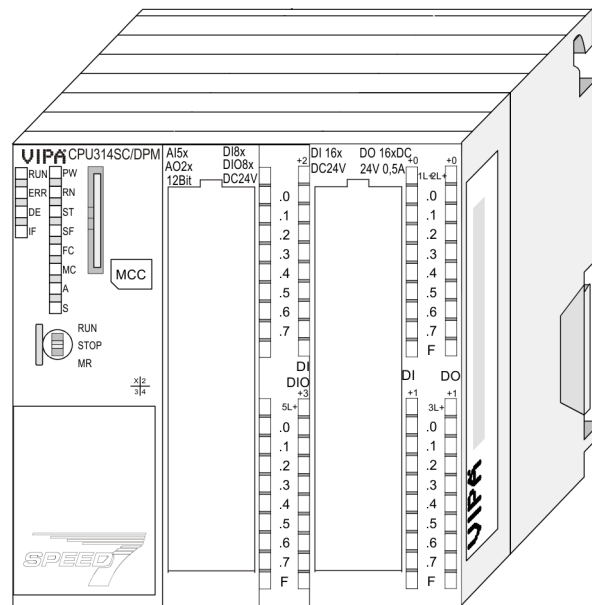 VIPA CPU314SC/DPM
RUN PW
ERR RN
DE ST
IF SF
FC
MC
A
S
MCC
RUN
STOP
MR
X 2
3 4
SPEED7
AI5x DI8x
AO2x DIO8x
12Bit DC24V
+2
.0
.1
.2
.3
.4
.5
.6
.7
DI
DIO
+3
5L+
.0
.1
.2
.3
.4
.5
.6
.7
F
DI 16x DO 16xDC
DC24V 24V 0,5A
+0 +0
1L+ 2L+
.0
.1
.2
.3
.4
.5
.6
.7
F
DI DO
+1 +1
3L+
.0
.1
.2
.3
.4
.5
.6
.7
F
VIPA